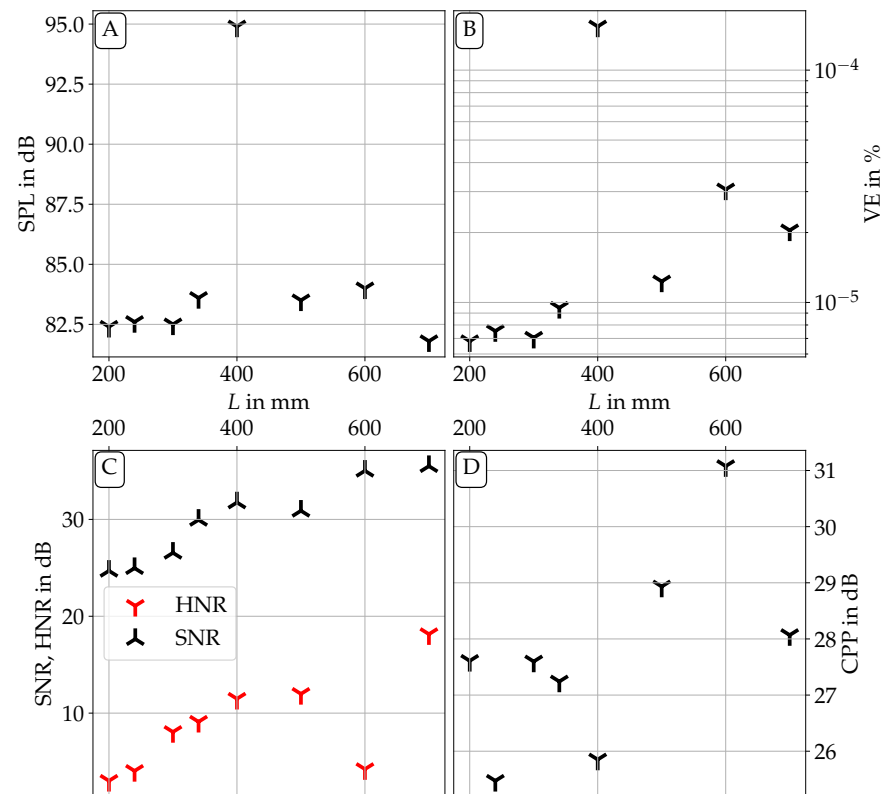 A
B
95.0
92.5
90.0
87.5
85.0
82.5
SPL in dB
10⁻⁴
10⁻⁵
VE in %
200 400 600
200 400 600
L in mm
L in mm
200 400 600
200 400 600
C
D
30
20
10
SNR, HNR in dB
HNR
SNR
31
30
29
28
27
26
CPP in dB